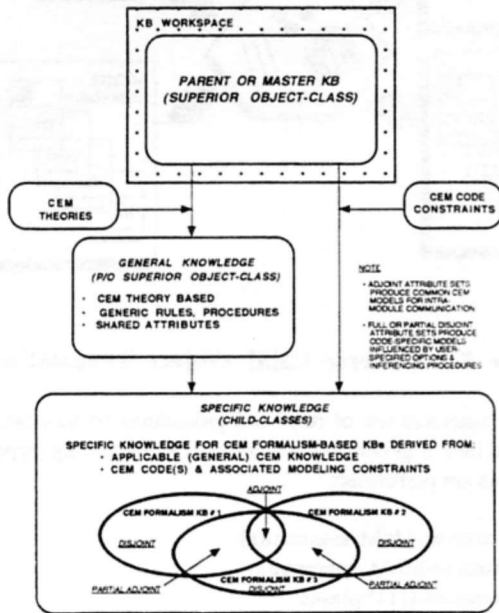 KB WORKSPACE
PARENT OR MASTER KB
(SUPERIOR OBJECT-CLASS)
CEM
THEORIES
CEM CODE
CONSTRAINTS
GENERAL KNOWLEDGE
(P/O SUPERIOR OBJECT-CLASS)
· CEM THEORY BASED
· GENERIC RULES, PROCEDURES
· SHARED ATTRIBUTES
NOTE
· ADJOINT ATTRIBUTE SETS
PRODUCE COMMON CEM
MODELS FOR INTRA-
MODULE COMMUNICATION
· FULL OR PARTIAL DISJOINT
ATTRIBUTE SETS PRODUCE
CODE-SPECIFIC MODELS
INFLUENCED BY USER-
SPECIFIED OPTIONS &
INFERENCING PROCEDURES
SPECIFIC KNOWLEDGE
(CHILD-CLASSES)
SPECIFIC KNOWLEDGE FOR CEM FORMALISM-BASED KBs DERIVED FROM:
· APPLICABLE (GENERAL) CEM KNOWLEDGE
· CEM CODE(S) & ASSOCIATED MODELING CONSTRAINTS
ADJOINT
CEM FORMALISM KB # 1
CEM FORMALISM KB # 2
DISJOINT
DISJOINT
CEM FORMALISM KB # 3
PARTIAL ADJOINT
DISJOINT
PARTIAL ADJOINT